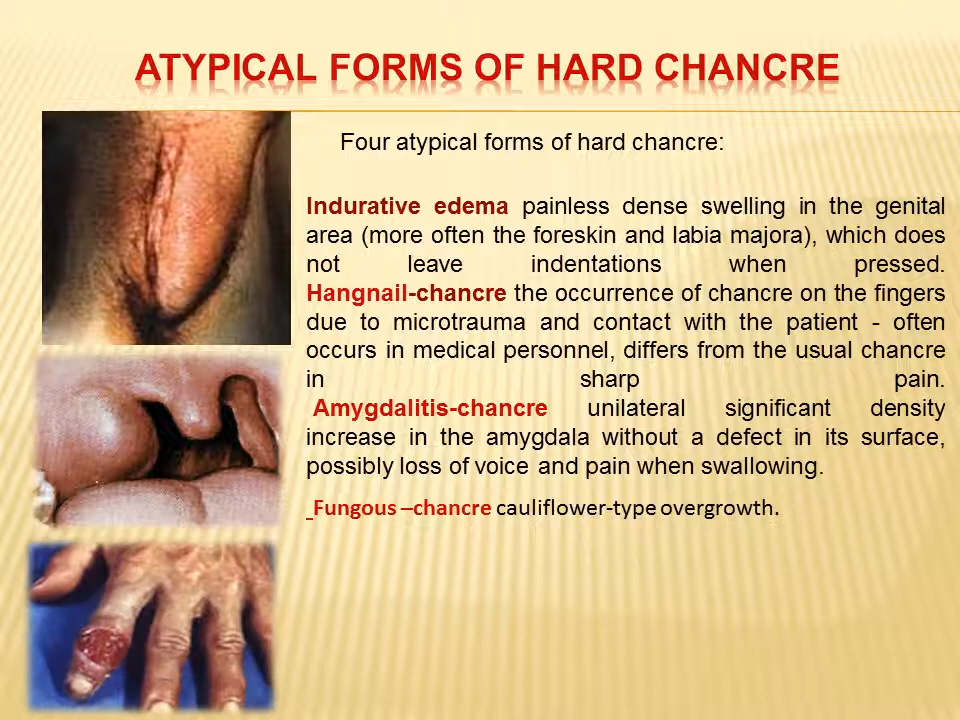 ATYPICAL FORMS OF HARD CHANCRE
Four atypical forms of hard chancre:
Indurative edema painless dense swelling in the genital
area (more often the foreskin and labia majora), which does
not leave indentations when pressed.
Hangnail-chancre the occurrence of chancre on the fingers
due to microtrauma and contact with the patient - often
occurs in medical personnel, differs from the usual chancre
in sharp pain.
Amygdalitis-chancre unilateral significant density
increase in the amygdala without a defect in its surface,
possibly loss of voice and pain when swallowing.
Fungous –chancre cauliflower-type overgrowth.